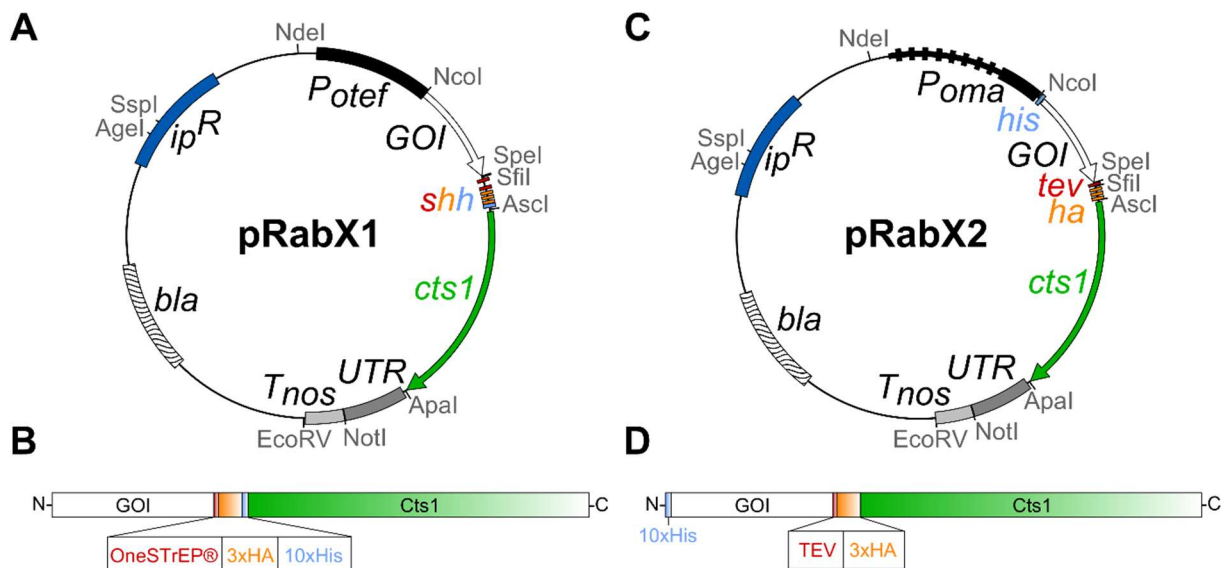 A
NdeI
Potef
NcoI
SspI
AgeI
ipR
GOI
SpeI
SfiI
shh
AscI
pRabX1
cts1
bla
UTR
Tnos
ApaI
NotI
EcoRV
B
N-
GOI
Cts1
-C
OneSTrEP®
3xHA
10xHis
C
NdeI
Poma
NcoI
his
SspI
AgeI
ipR
GOI
SpeI
tev
SfiI
ha
AscI
pRabX2
cts1
bla
UTR
Tnos
ApaI
NotI
EcoRV
D
N-
GOI
Cts1
-C
10xHis
TEV
3xHA